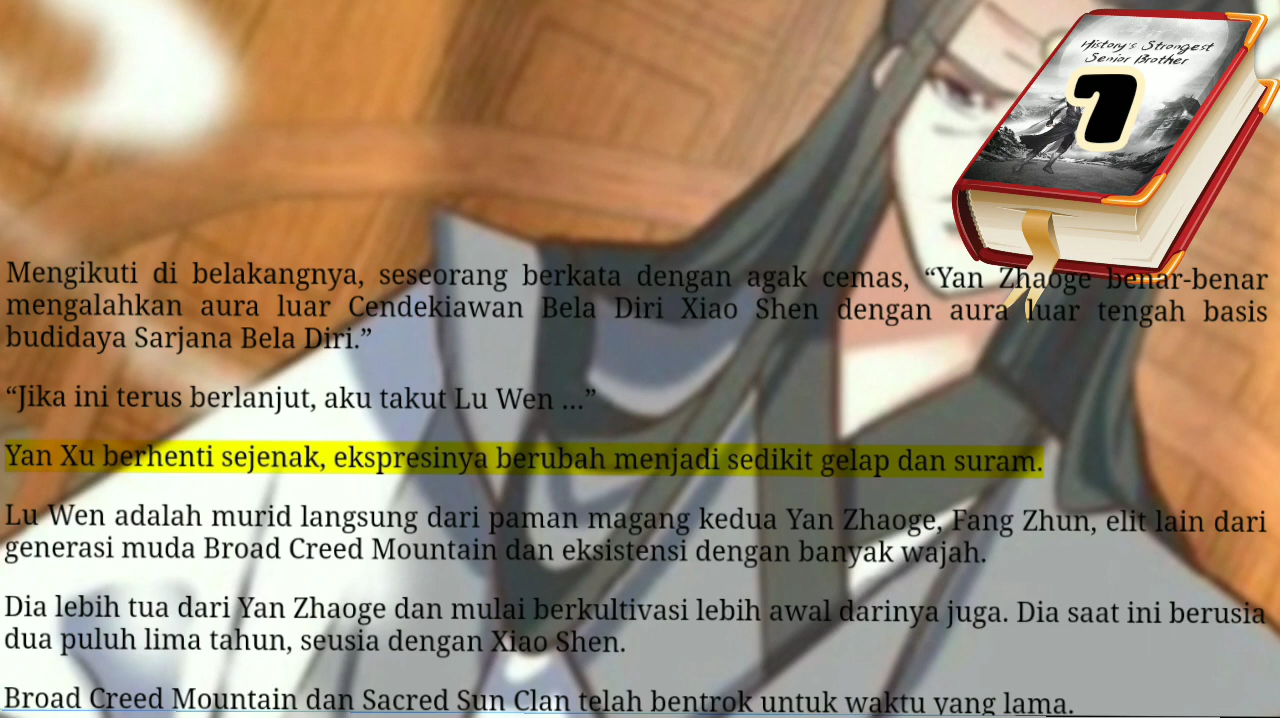 History's Strongest
Senior Brother
7
Mengikuti di belakangnya, seseorang berkata dengan agak cemas, “Yan Zhaoge benar-benar
mengalahkan aura luar Cendekiawan Bela Diri Xiao Shen dengan aura luar tengah basis
budidaya Sarjana Bela Diri.”
“Jika ini terus berlanjut, aku takut Lu Wen ...”
Yan Xu berhenti sejenak, ekspresinya berubah menjadi sedikit gelap dan suram.
Lu Wen adalah murid langsung dari paman magang kedua Yan Zhaoge, Fang Zhun, elit lain dari
generasi muda Broad Creed Mountain dan eksistensi dengan banyak wajah.
Dia lebih tua dari Yan Zhaoge dan mulai berkultivasi lebih awal darinya juga. Dia saat ini berusia
dua puluh lima tahun, seusia dengan Xiao Shen.
Broad Creed Mountain dan Sacred Sun Clan telah bentrok untuk waktu yang lama.